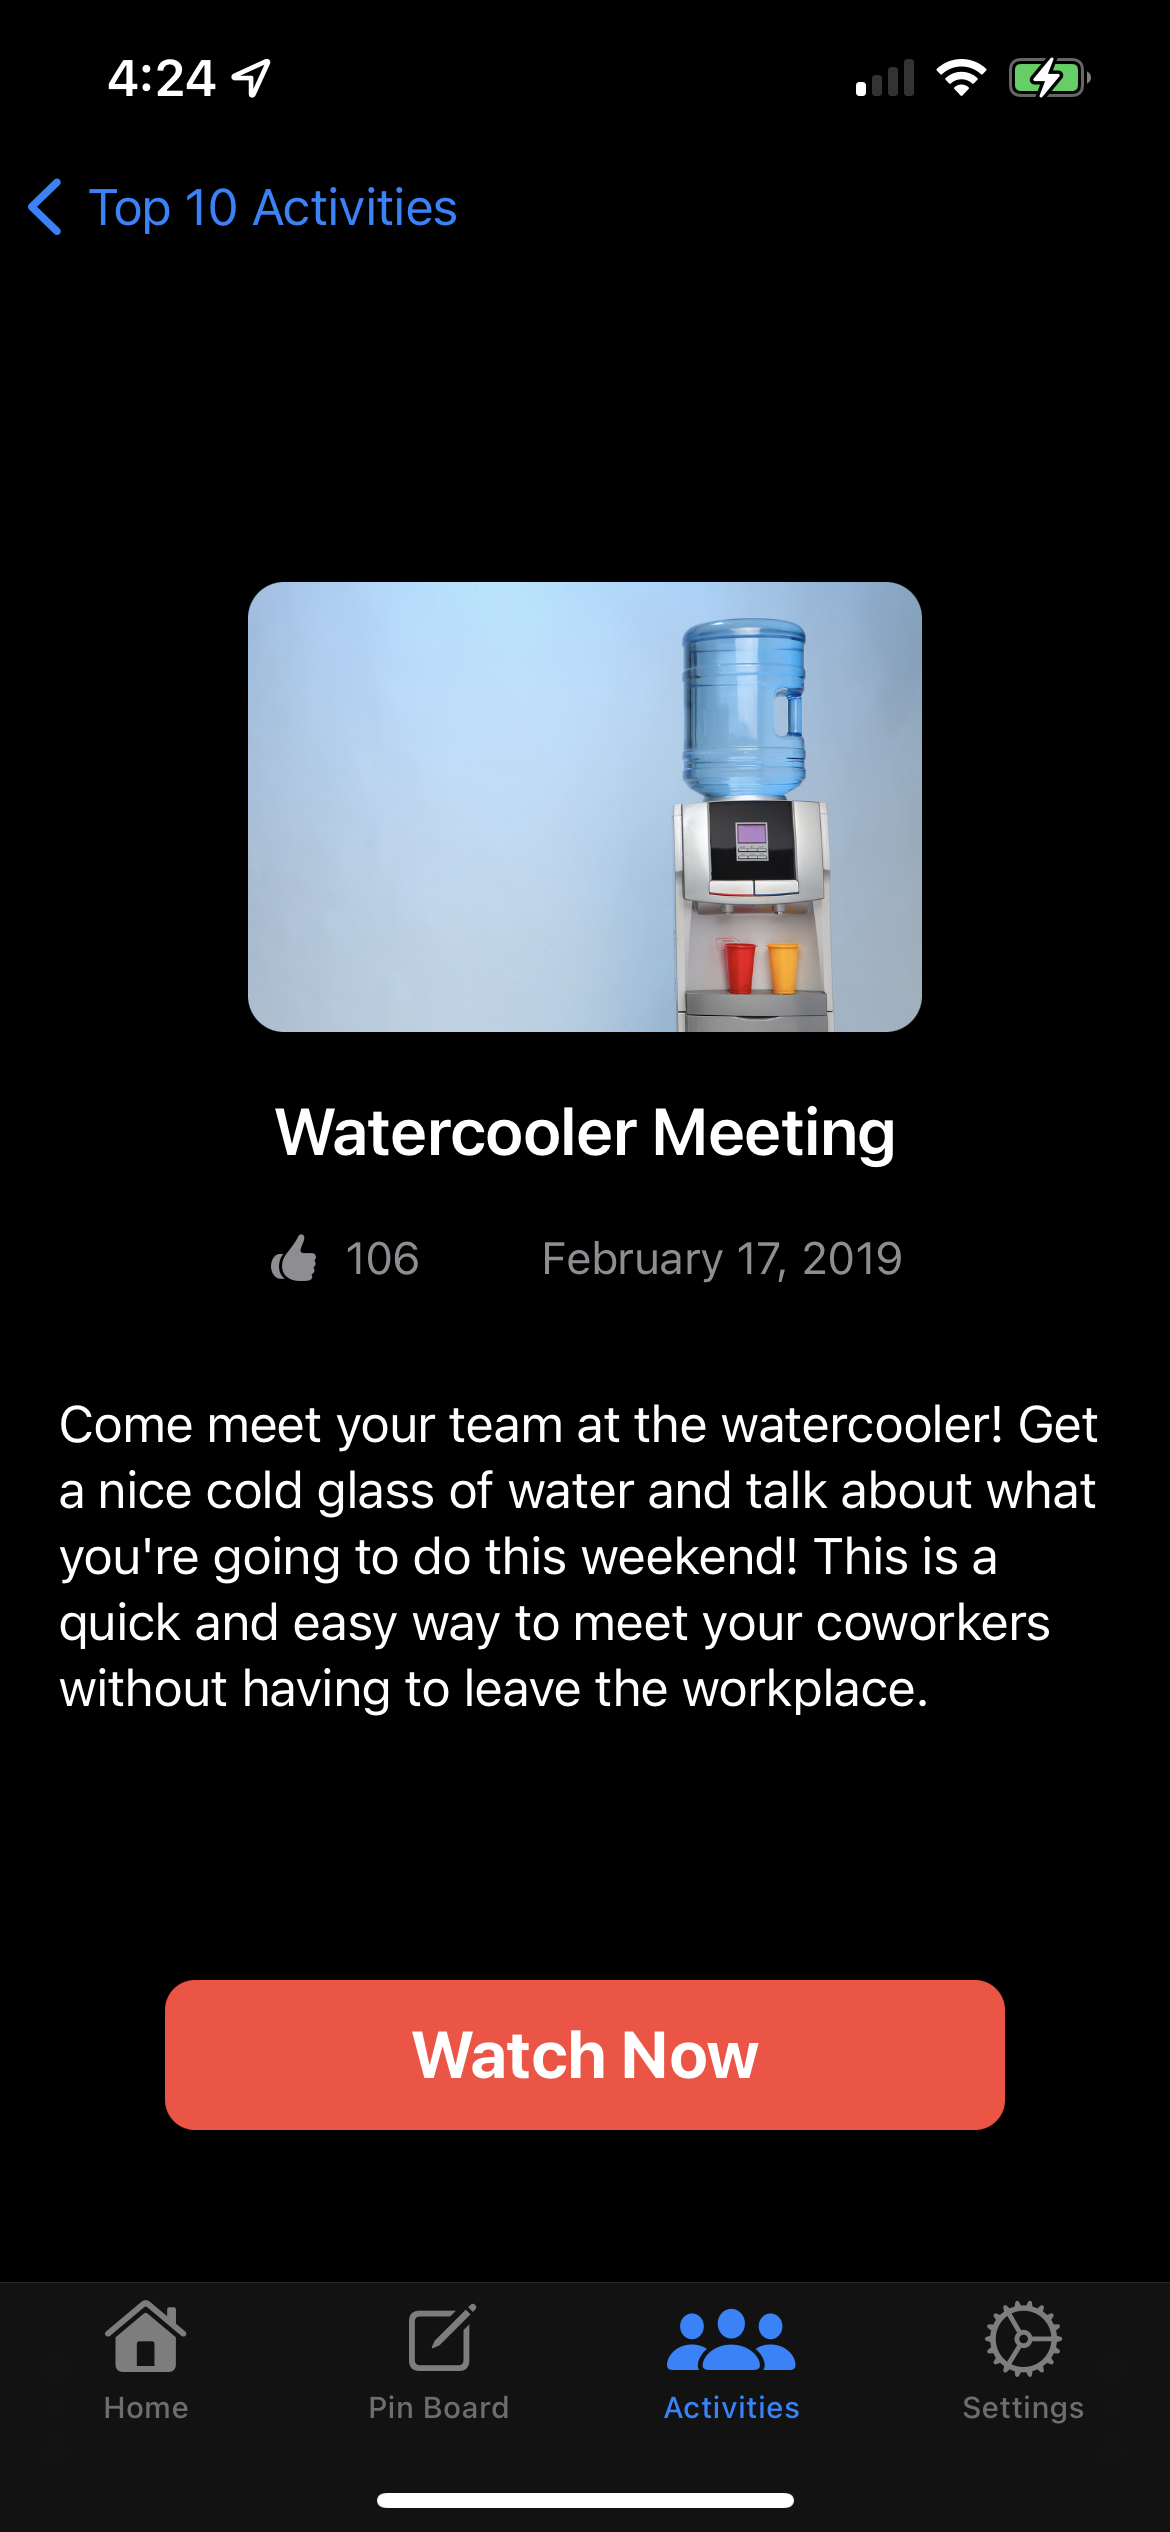 4:24
Top 10 Activities
Watercooler Meeting
106 February 17, 2019
Come meet your team at the watercooler! Get
a nice cold glass of water and talk about what
you're going to do this weekend! This is a
quick and easy way to meet your coworkers
without having to leave the workplace.
Watch Now
Home Pin Board Activities Settings